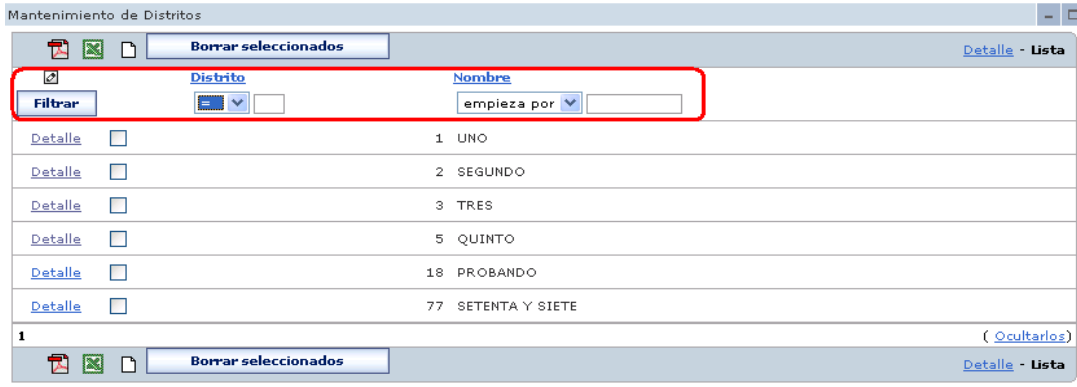 Mantenimiento de Distritos
Borrar seleccionados Detalle - Lista
Distrito Nombre
Filtrar = empieza por
Detalle 1 UNO
Detalle 2 SEGUNDO
Detalle 3 TRES
Detalle 5 QUINTO
Detalle 18 PROBANDO
Detalle 77 SETENTA Y SIETE
1 ( Ocultarlos)
Borrar seleccionados Detalle - Lista